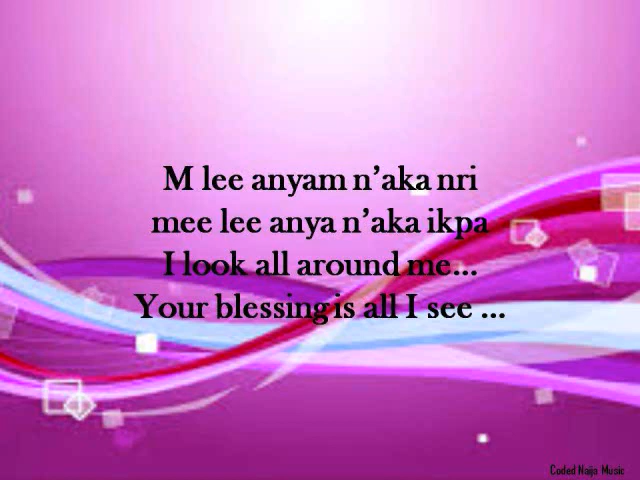 M lee anyam n’aka nri
mee lee anya n’aka ikpa
I look all around me...
Your blessing is all I see ...
Coded Naija Music